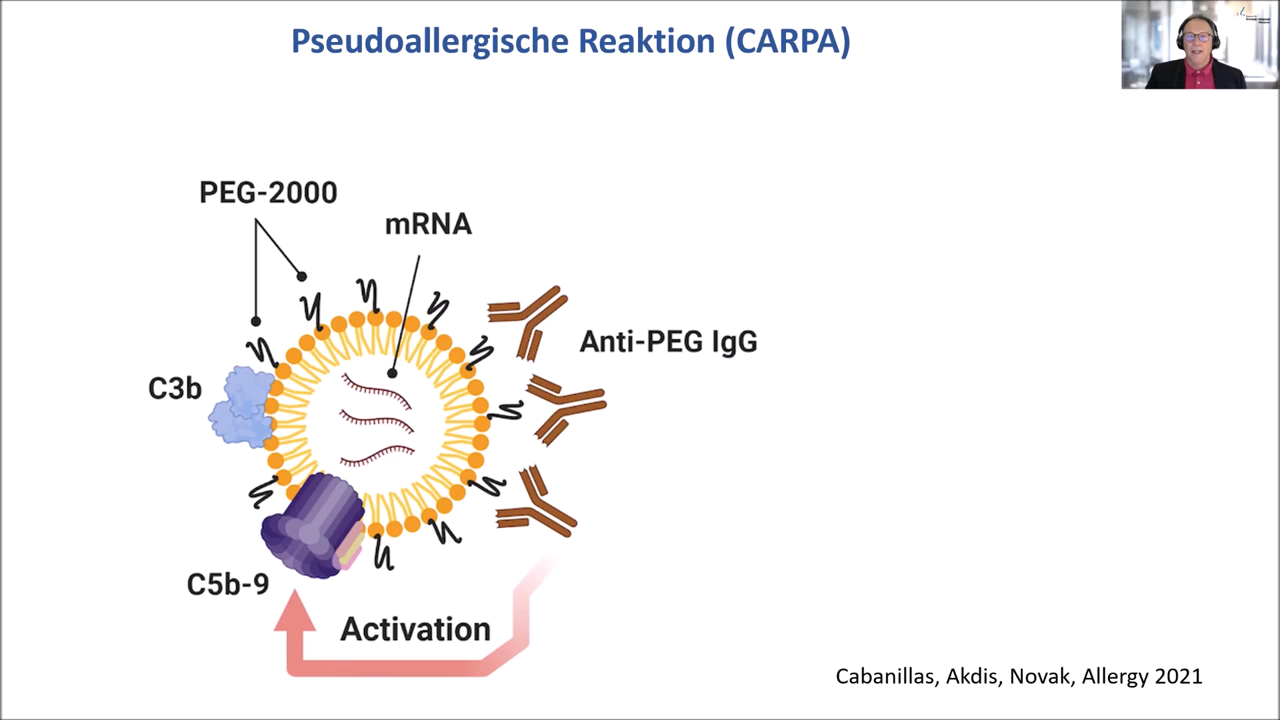 Pseudoallergische Reaktion (CARPA)
PEG-2000
mRNA
Anti-PEG IgG
C3b
C5b-9
Activation
Cabanillas, Akdis, Novak, Allergy 2021